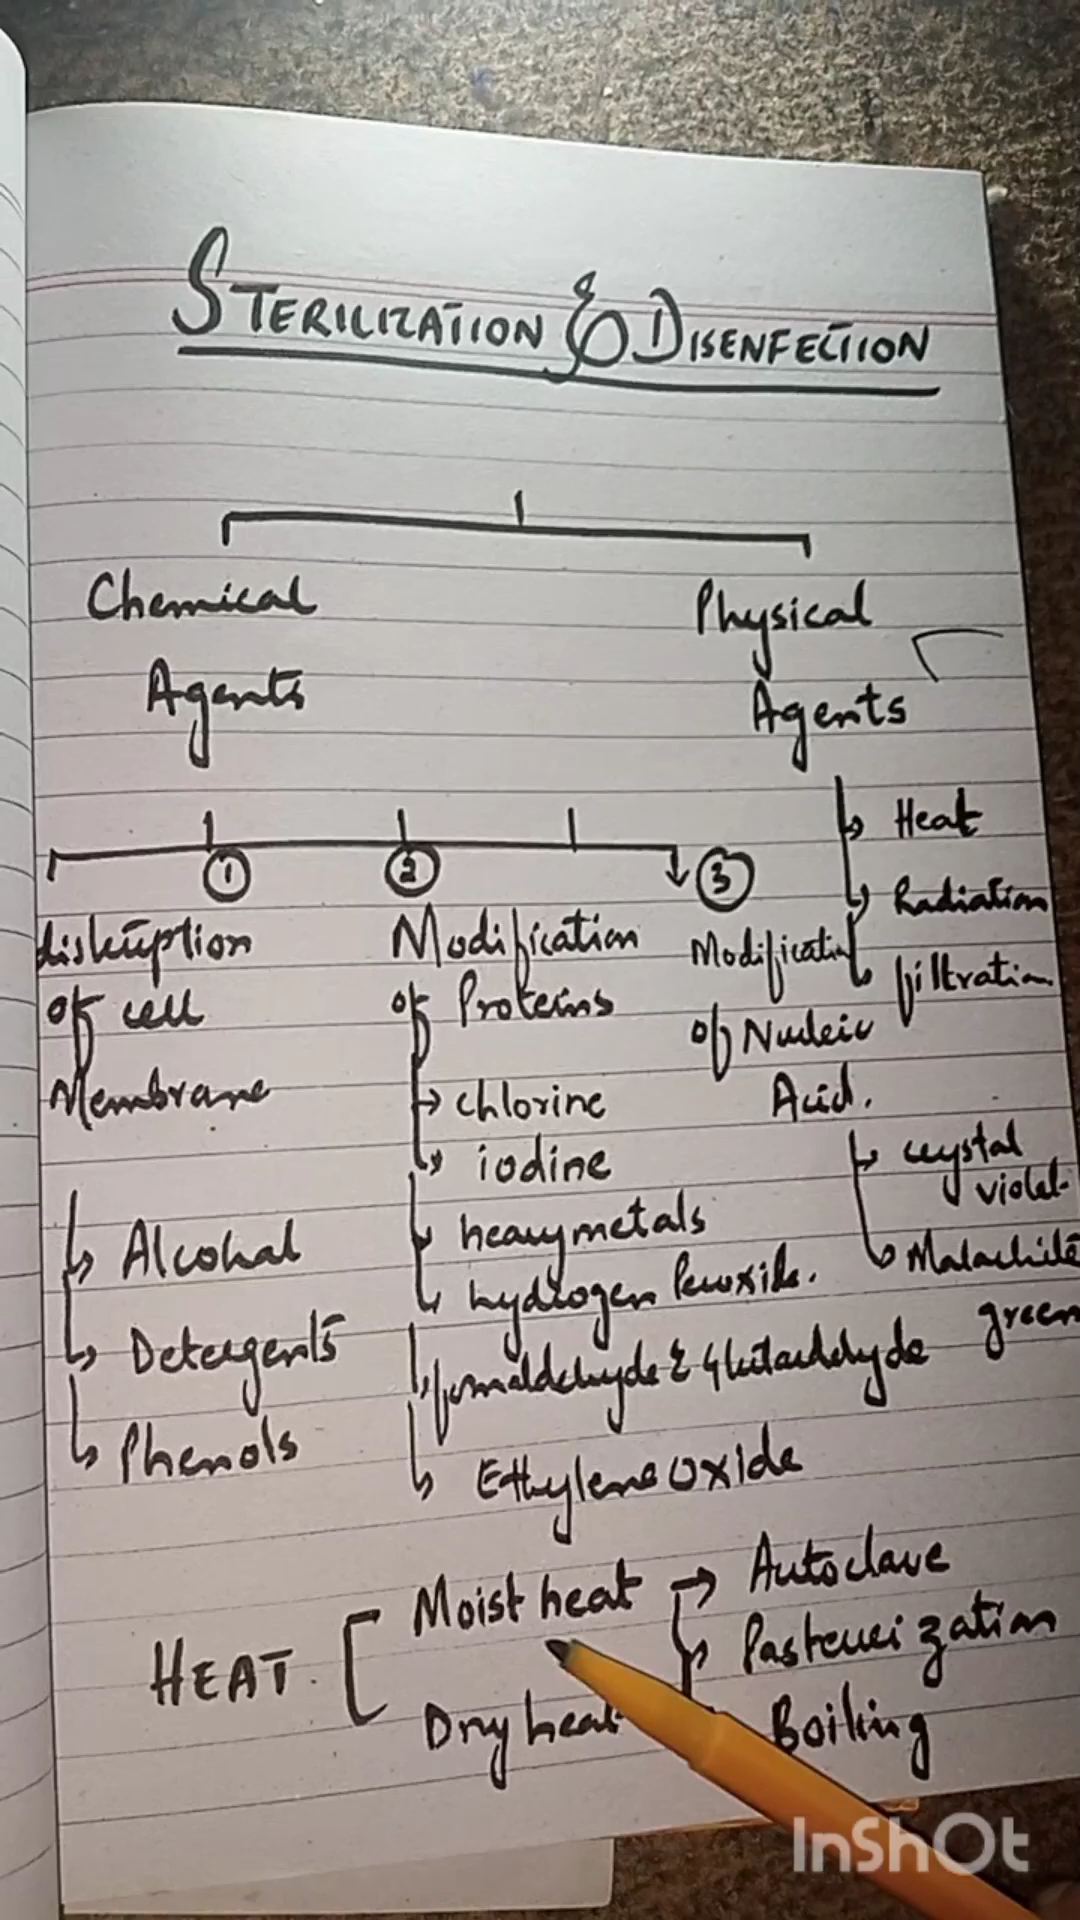 STERILIZATION & DISENFECTION
Chemical
Agents
Physical
Agents
Heat
Radiation
filtration
1
2
3
disruption
of cell
Membrane
Alcohal
Detergents
Phenols
Modification
of Proteins
chlorine
iodine
heavy metals
hydrogen Peroxide.
formaldehyde & glutaraldehyde
Ethylene oxide
Modification
of Nucleic
Acid.
crystal
violet
Malachite
green
HEAT
Moist heat
Dry heat
Autoclave
Pasteurization
Boiling
InShOt